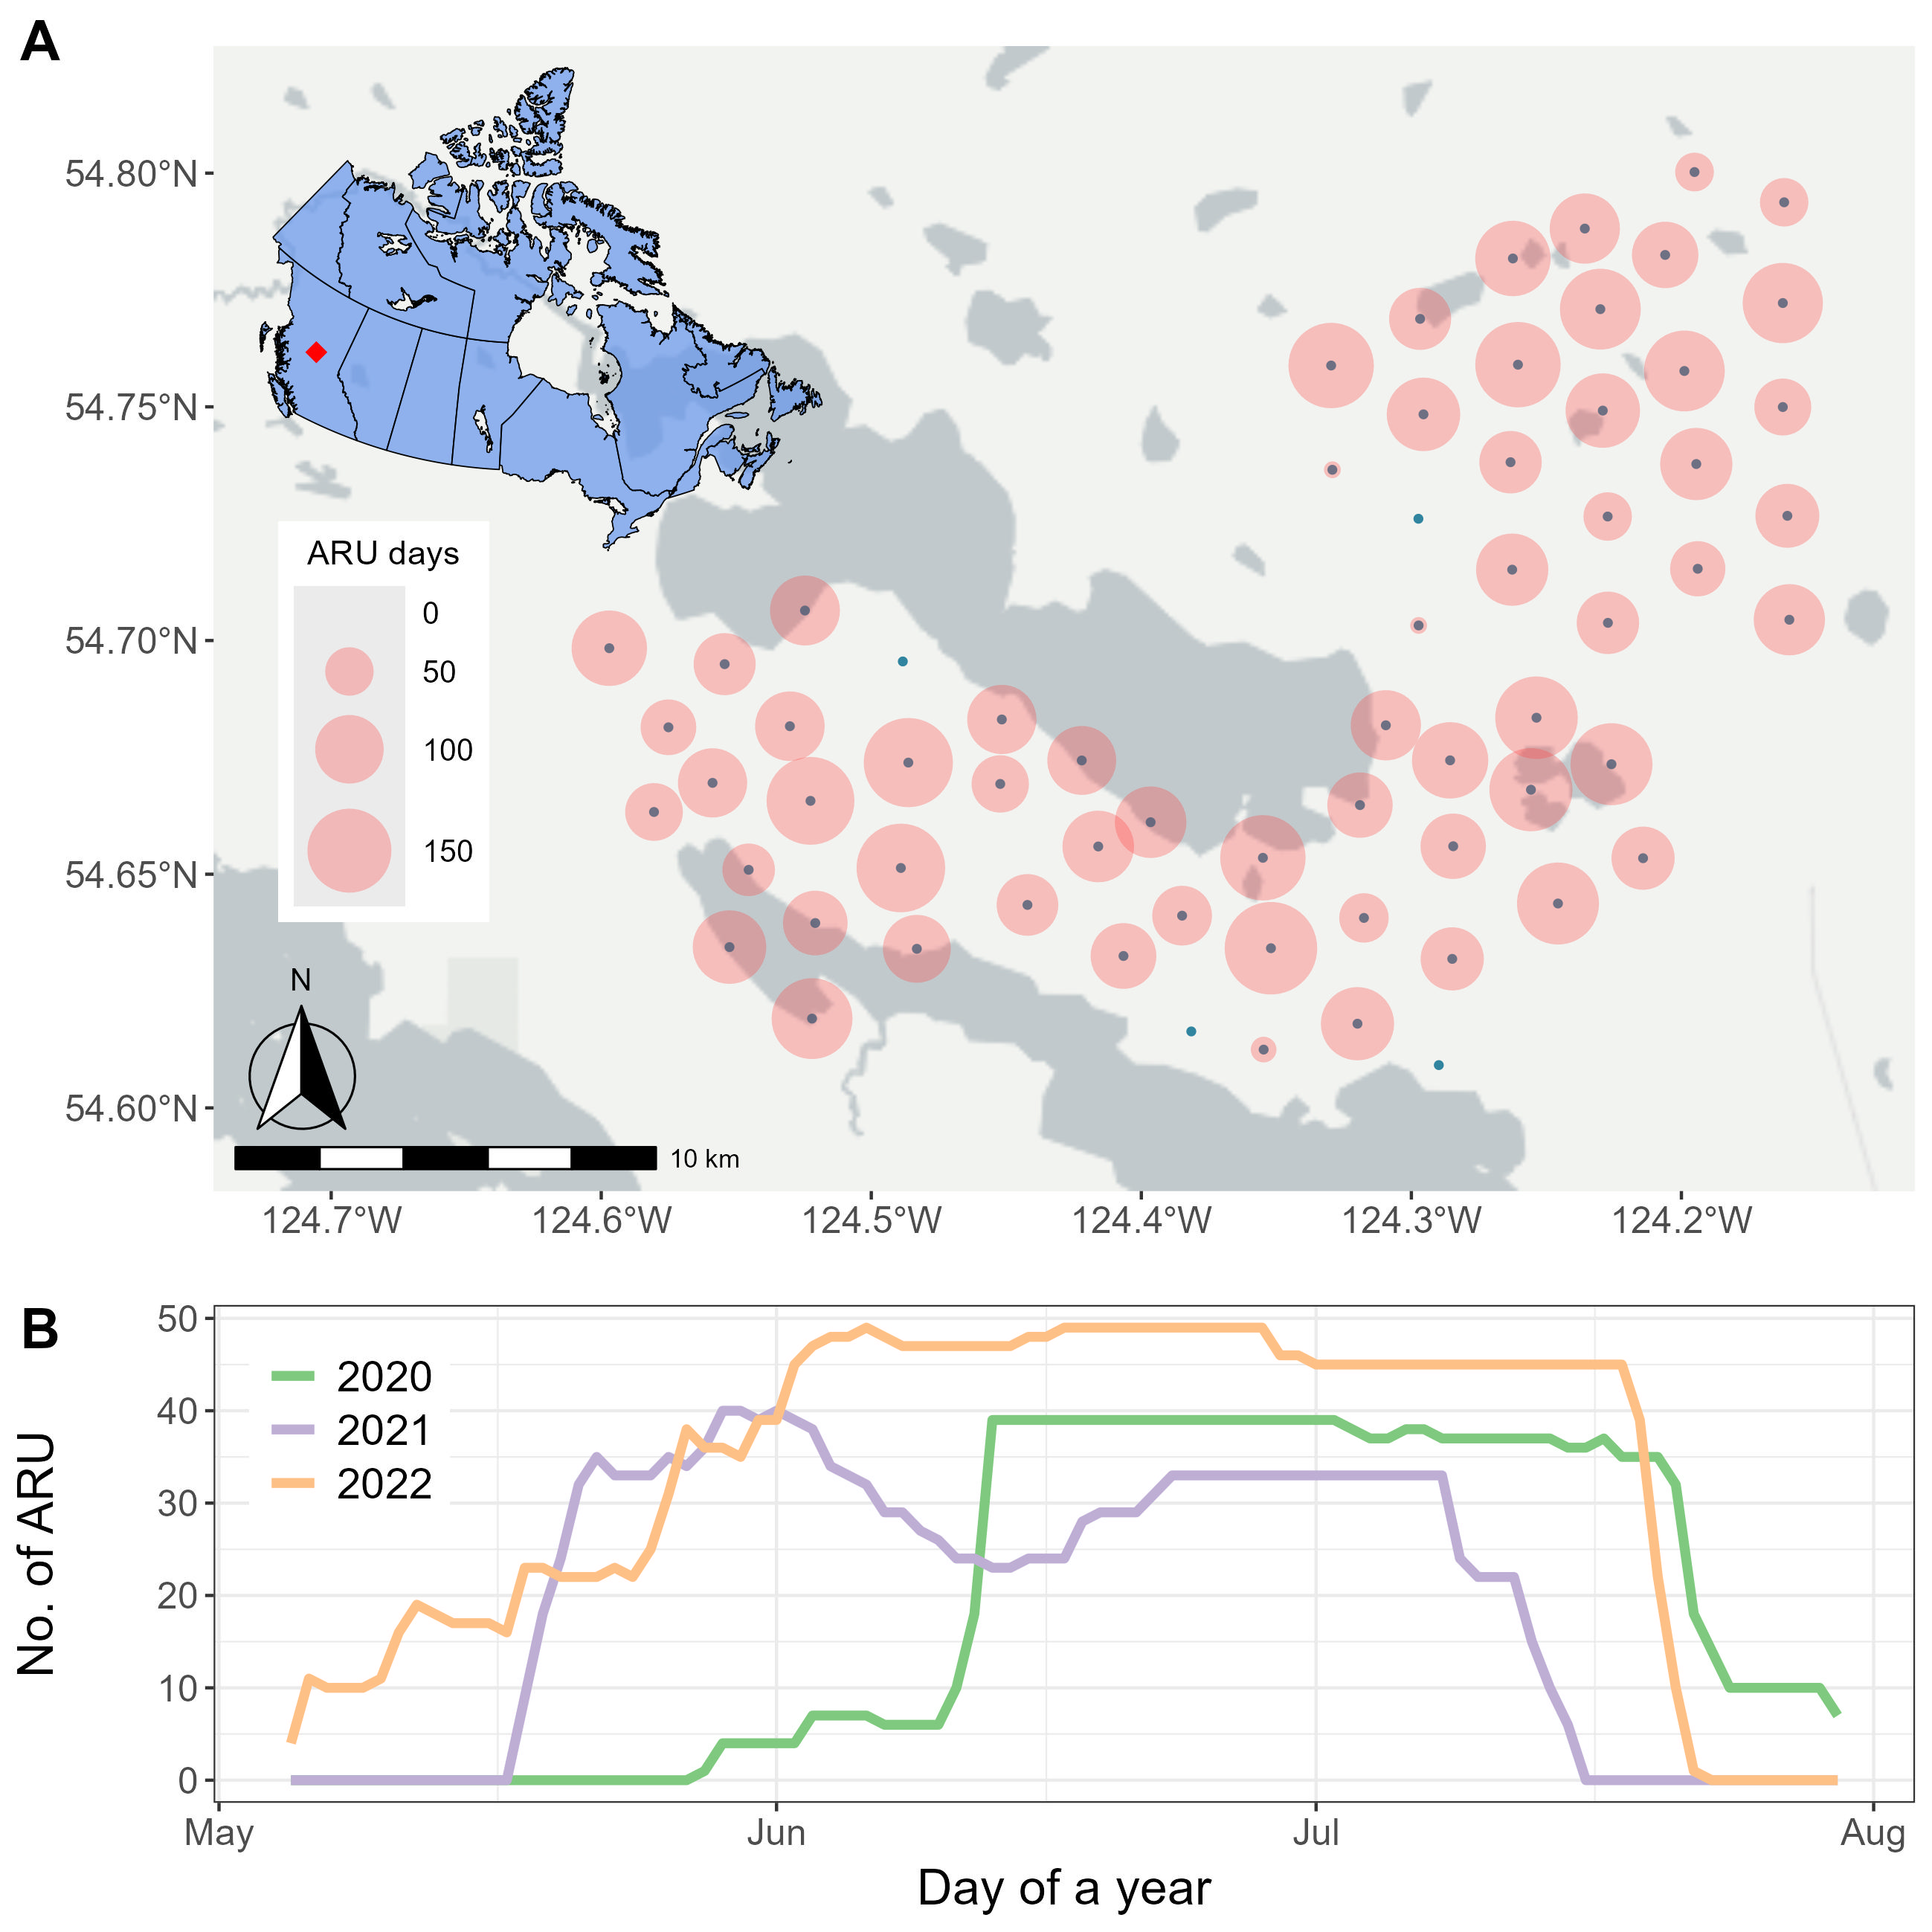 A
54.80°N
54.75°N
54.70°N
54.65°N
54.60°N
ARU days
0
50
100
150
N
10 km
124.7°W 124.6°W 124.5°W 124.4°W 124.3°W 124.2°W
B
No. of ARU
50
40
30
20
10
0
2020
2021
2022
May Jun Jul Aug
Day of a year